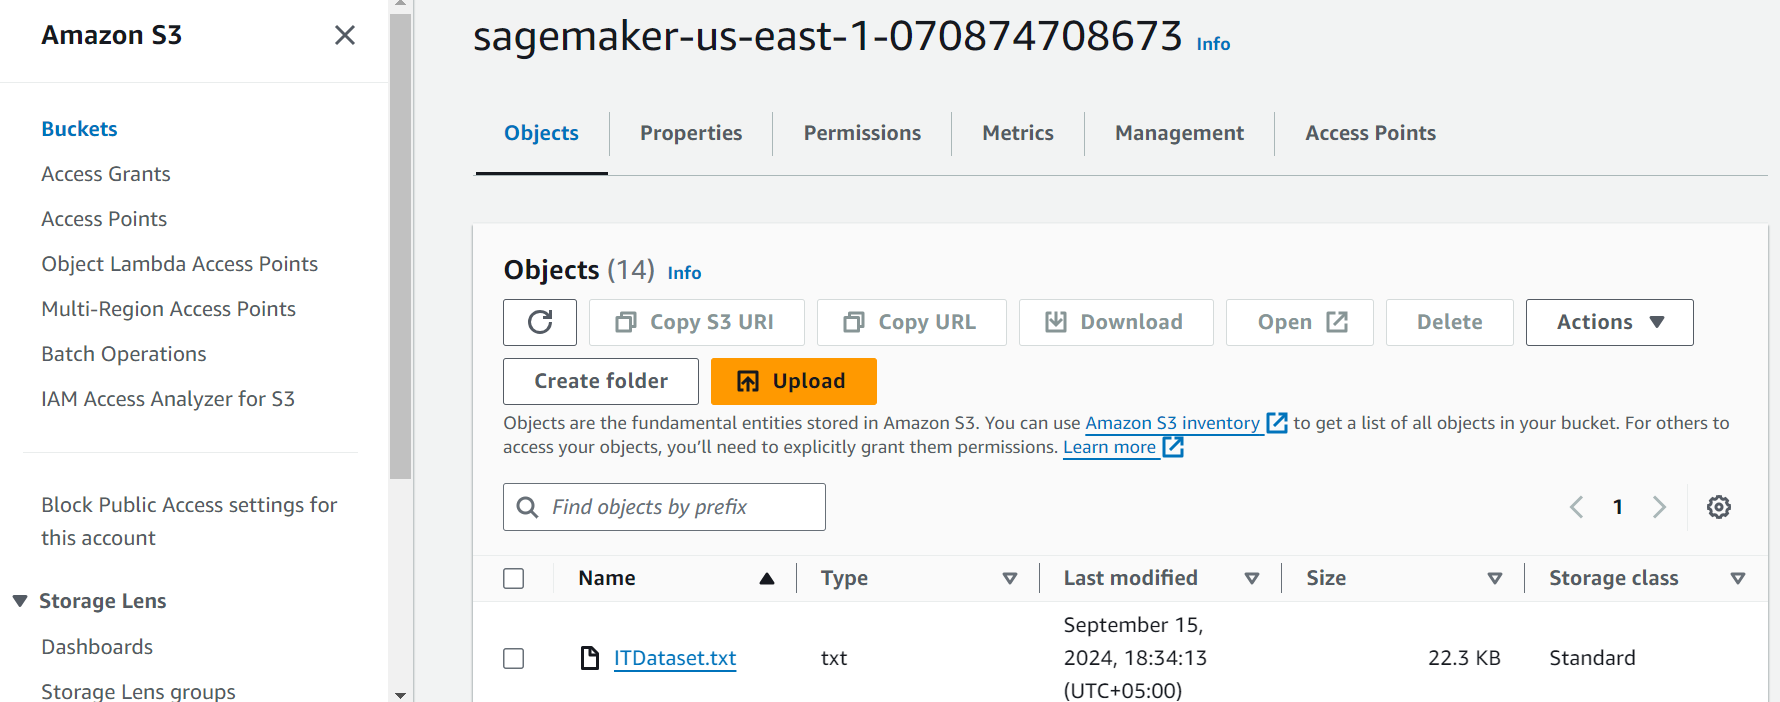 Amazon S3
Buckets
Access Grants
Access Points
Object Lambda Access Points
Multi-Region Access Points
Batch Operations
IAM Access Analyzer for S3
Block Public Access settings for
this account
Storage Lens
Dashboards
Storage Lens groups
sagemaker-us-east-1-070874708673 Info
Objects Properties Permissions Metrics Management Access Points
Objects (14) Info
Copy S3 URI Copy URL Download Open Delete Actions
Create folder Upload
Objects are the fundamental entities stored in Amazon S3. You can use Amazon S3 inventory to get a list of all objects in your bucket. For others to
access your objects, you’ll need to explicitly grant them permissions. Learn more
Find objects by prefix 1
Name Type Last modified Size Storage class
September 15,
ITDataset.txt txt 2024, 18:34:13 22.3 KB Standard
(UTC+05:00)